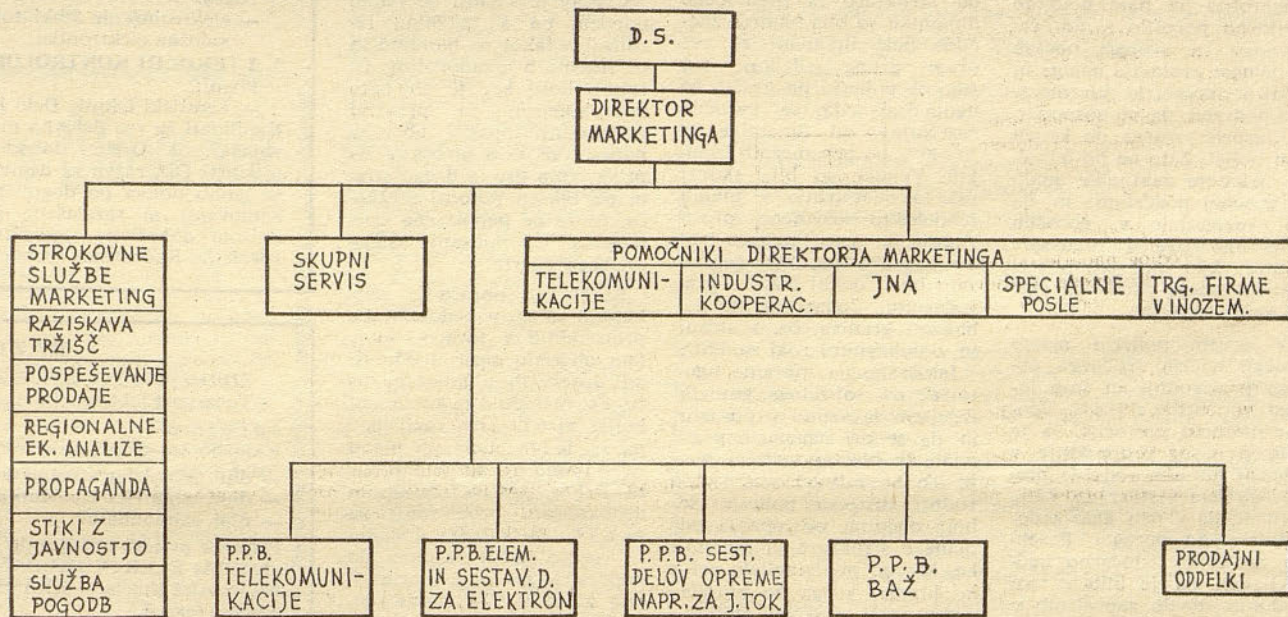 D.S.
DIREKTOR
MARKETINGA
STROKOVNE
SLUŽBE
MARKETING
RAZISKAVA
TRŽIŠČ
POSPEŠEVANJE
PRODAJE
REGIONALNE
EK. ANALIZE
PROPAGANDA
STIKI Z
JAVNOSTJO
SLUŽBA
POGODB
SKUPNI
SERVIS
POMOČNIKI DIREKTORJA MARKETINGA
TELEKOMUNI-
KACIJE
INDUSTR.
KOOPERAC.
JNA
SPECIALNE
POSLE
TRG. FIRME
V INOZEM.
P.P.B.
TELEKOMUNI-
KACIJE
P.P.B. ELEM.
IN SESTAV. D.
ZA ELEKTRON
P.P.B. SEST.
DELOV OPREME
NAPR. ZA J.TOK
P.P.B.
BAŽ
PRODAJNI
ODDELKI